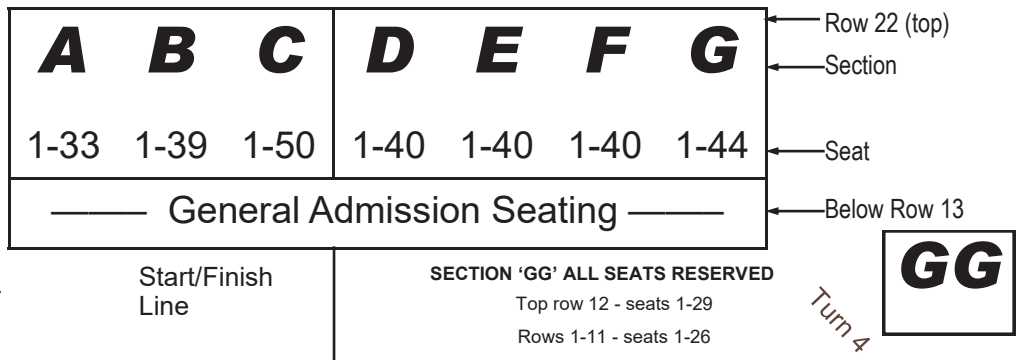 A B C D E F G
1-33 1-39 1-50 1-40 1-40 1-40 1-44
General Admission Seating
Row 22 (top)
Section
Seat
Below Row 13
Start/Finish
Line
SECTION ‘GG’ ALL SEATS RESERVED
Top row 12 - seats 1-29
Rows 1-11 - seats 1-26
Turn 4
GG